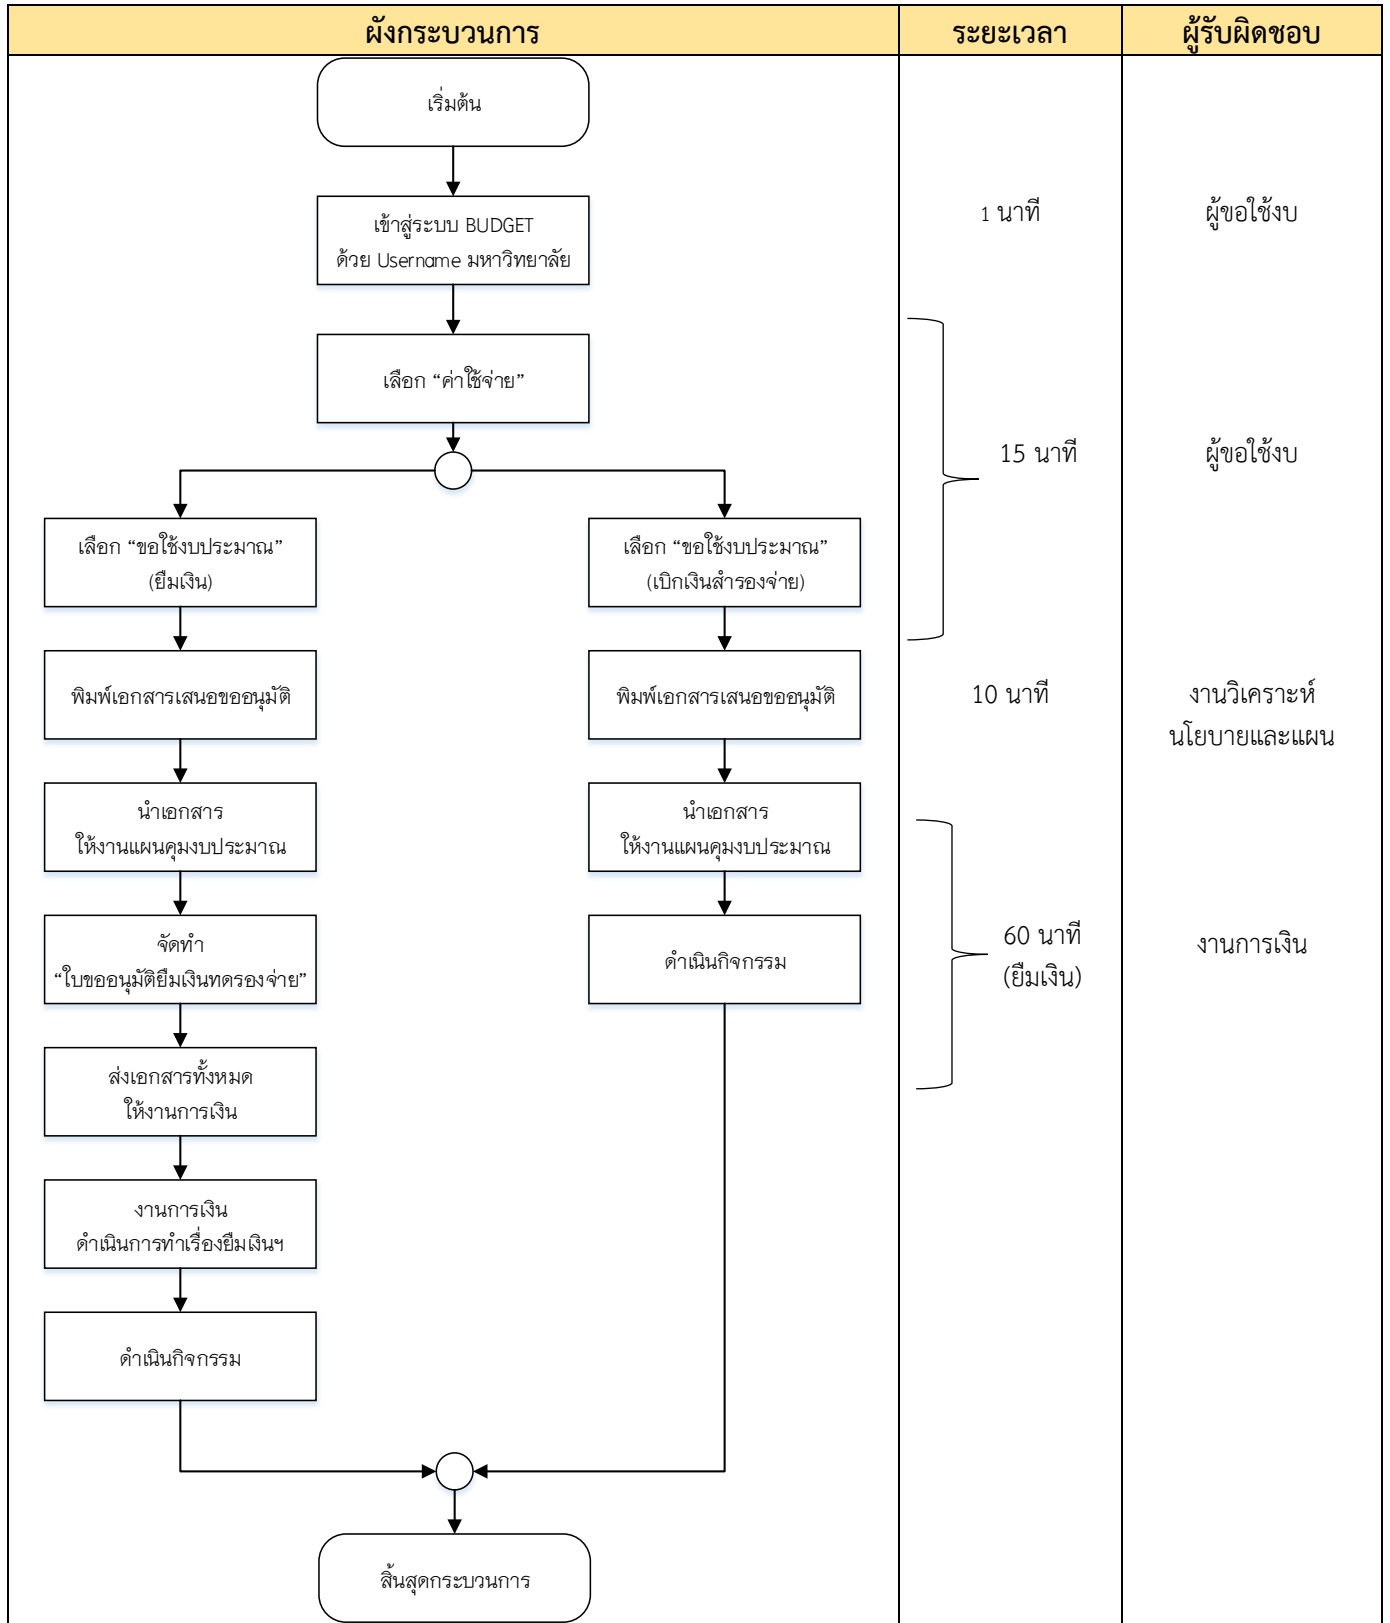 ผังกระบวนการ
ระยะเวลา
ผู้รับผิดชอบ
เริ่มต้น
เข้าสู่ระบบ BUDGET
ด้วย Username มหาวิทยาลัย
1 นาที
ผู้ขอใช้งบ
เลือก “ค่าใช้จ่าย”
15 นาที
ผู้ขอใช้งบ
เลือก “ขอใช้งบประมาณ”
(ยืมเงิน)
เลือก “ขอใช้งบประมาณ”
(เบิกเงินสำรองจ่าย)
พิมพ์เอกสารเสนอขออนุมัติ
พิมพ์เอกสารเสนอขออนุมัติ
10 นาที
งานวิเคราะห์
นโยบายและแผน
นำเอกสาร
ให้งานแผนคุมงบประมาณ
นำเอกสาร
ให้งานแผนคุมงบประมาณ
จัดทำ
“ใบขออนุมัติยืมเงินทดรองจ่าย”
ดำเนินกิจกรรม
60 นาที
(ยืมเงิน)
งานการเงิน
ส่งเอกสารทั้งหมด
ให้งานการเงิน
งานการเงิน
ดำเนินการทำเรื่องยืมเงินฯ
ดำเนินกิจกรรม
สิ้นสุดกระบวนการ